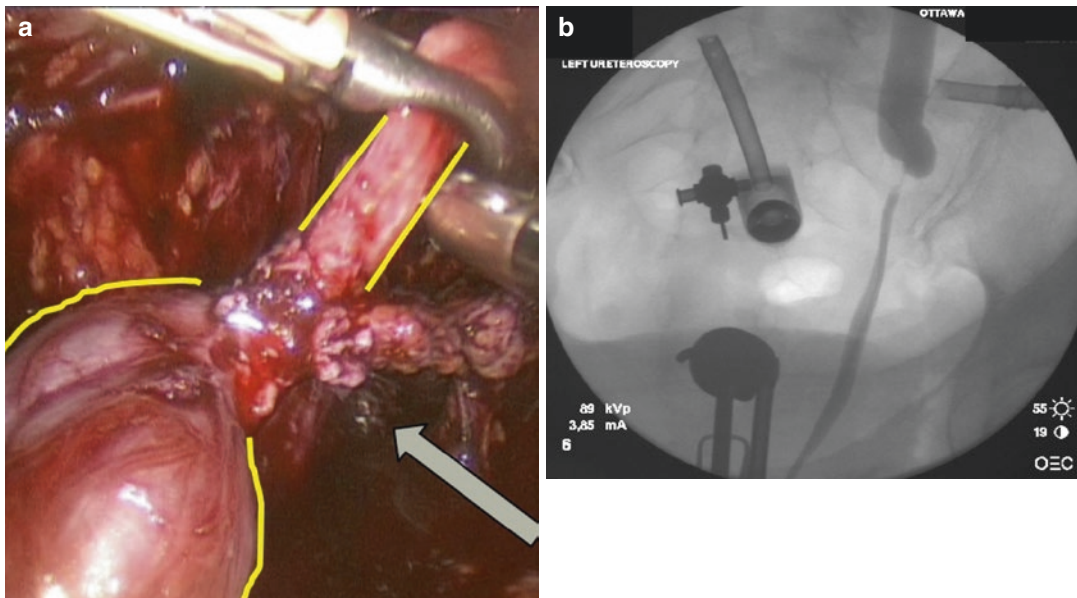 a
b
OTTAWA
LEFT URETEROSCOPY
89 kVp
3,85 mA
6
55
19
OEC